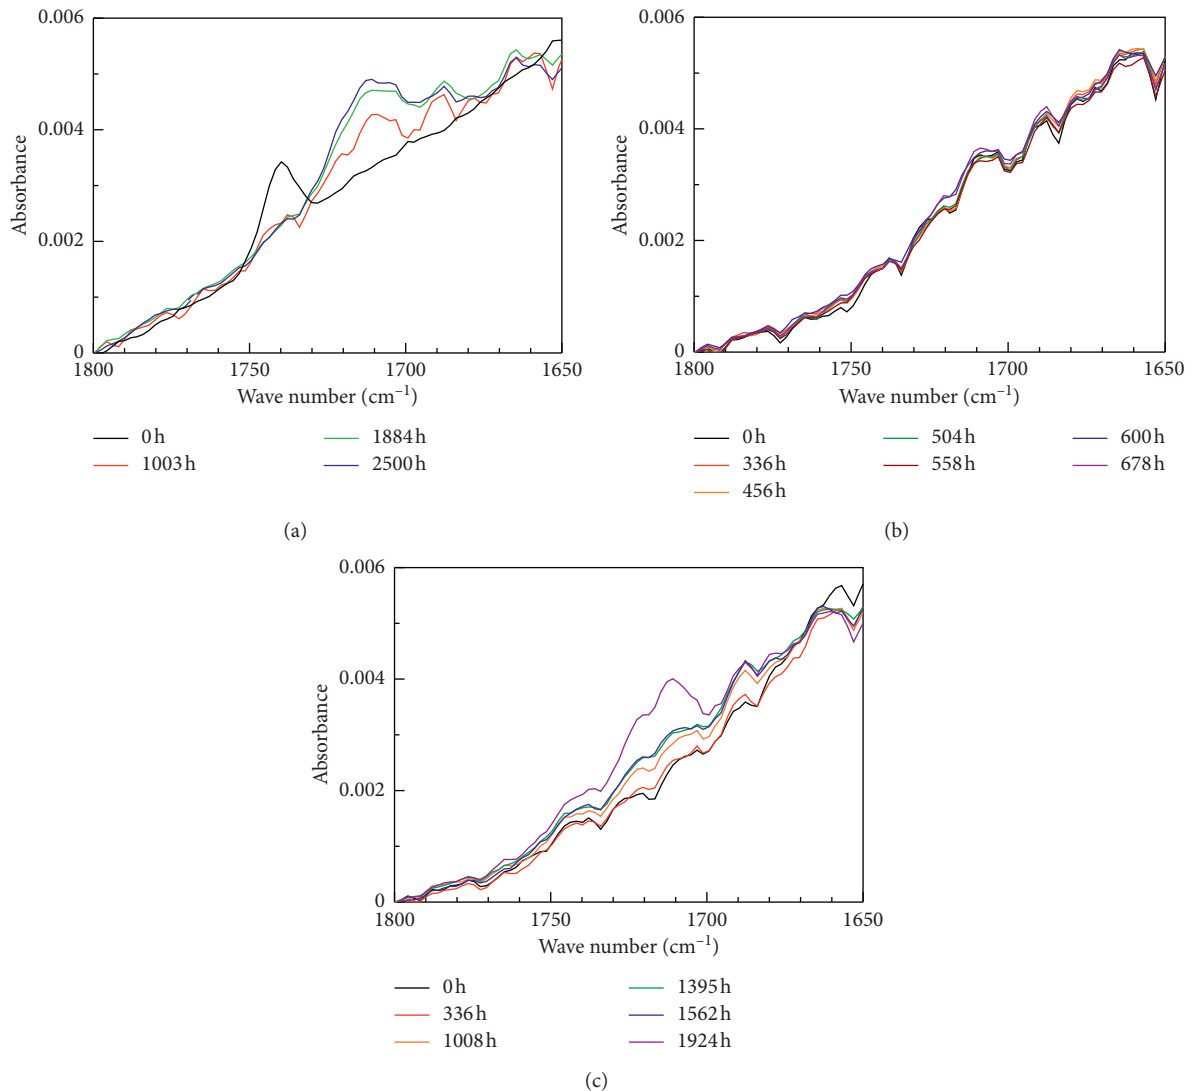 0.006
0.004
0.002
0
Absorbance
1800 1750 1700 1650
Wave number (cm⁻¹)
0 h
1003 h
1884 h
2500 h
(a)
0.006
0.004
0.002
0
Absorbance
1800 1750 1700 1650
Wave number (cm⁻¹)
0 h
336 h
456 h
504 h
558 h
600 h
678 h
(b)
0.006
0.004
0.002
0
Absorbance
1800 1750 1700 1650
Wave number (cm⁻¹)
0 h
336 h
1008 h
1395 h
1562 h
1924 h
(c)